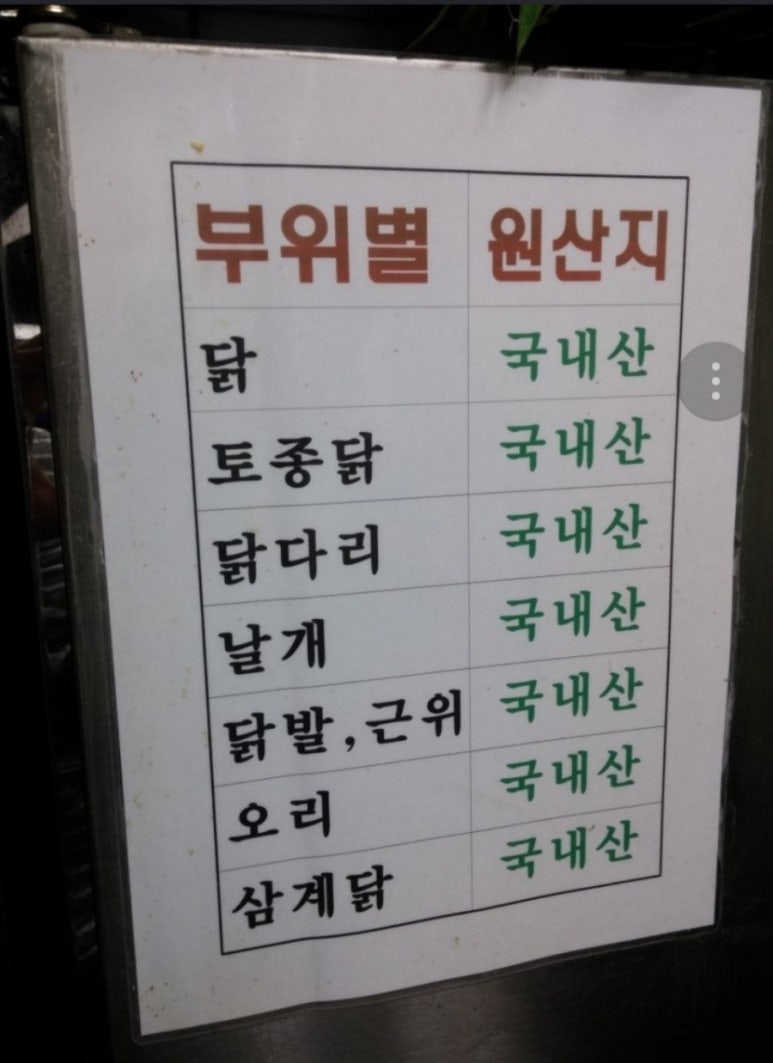 부위별 원산지
닭 국내산
토종닭 국내산
닭다리 국내산
날개 국내산
닭발,근위 국내산
오리 국내산
삼계닭 국내산